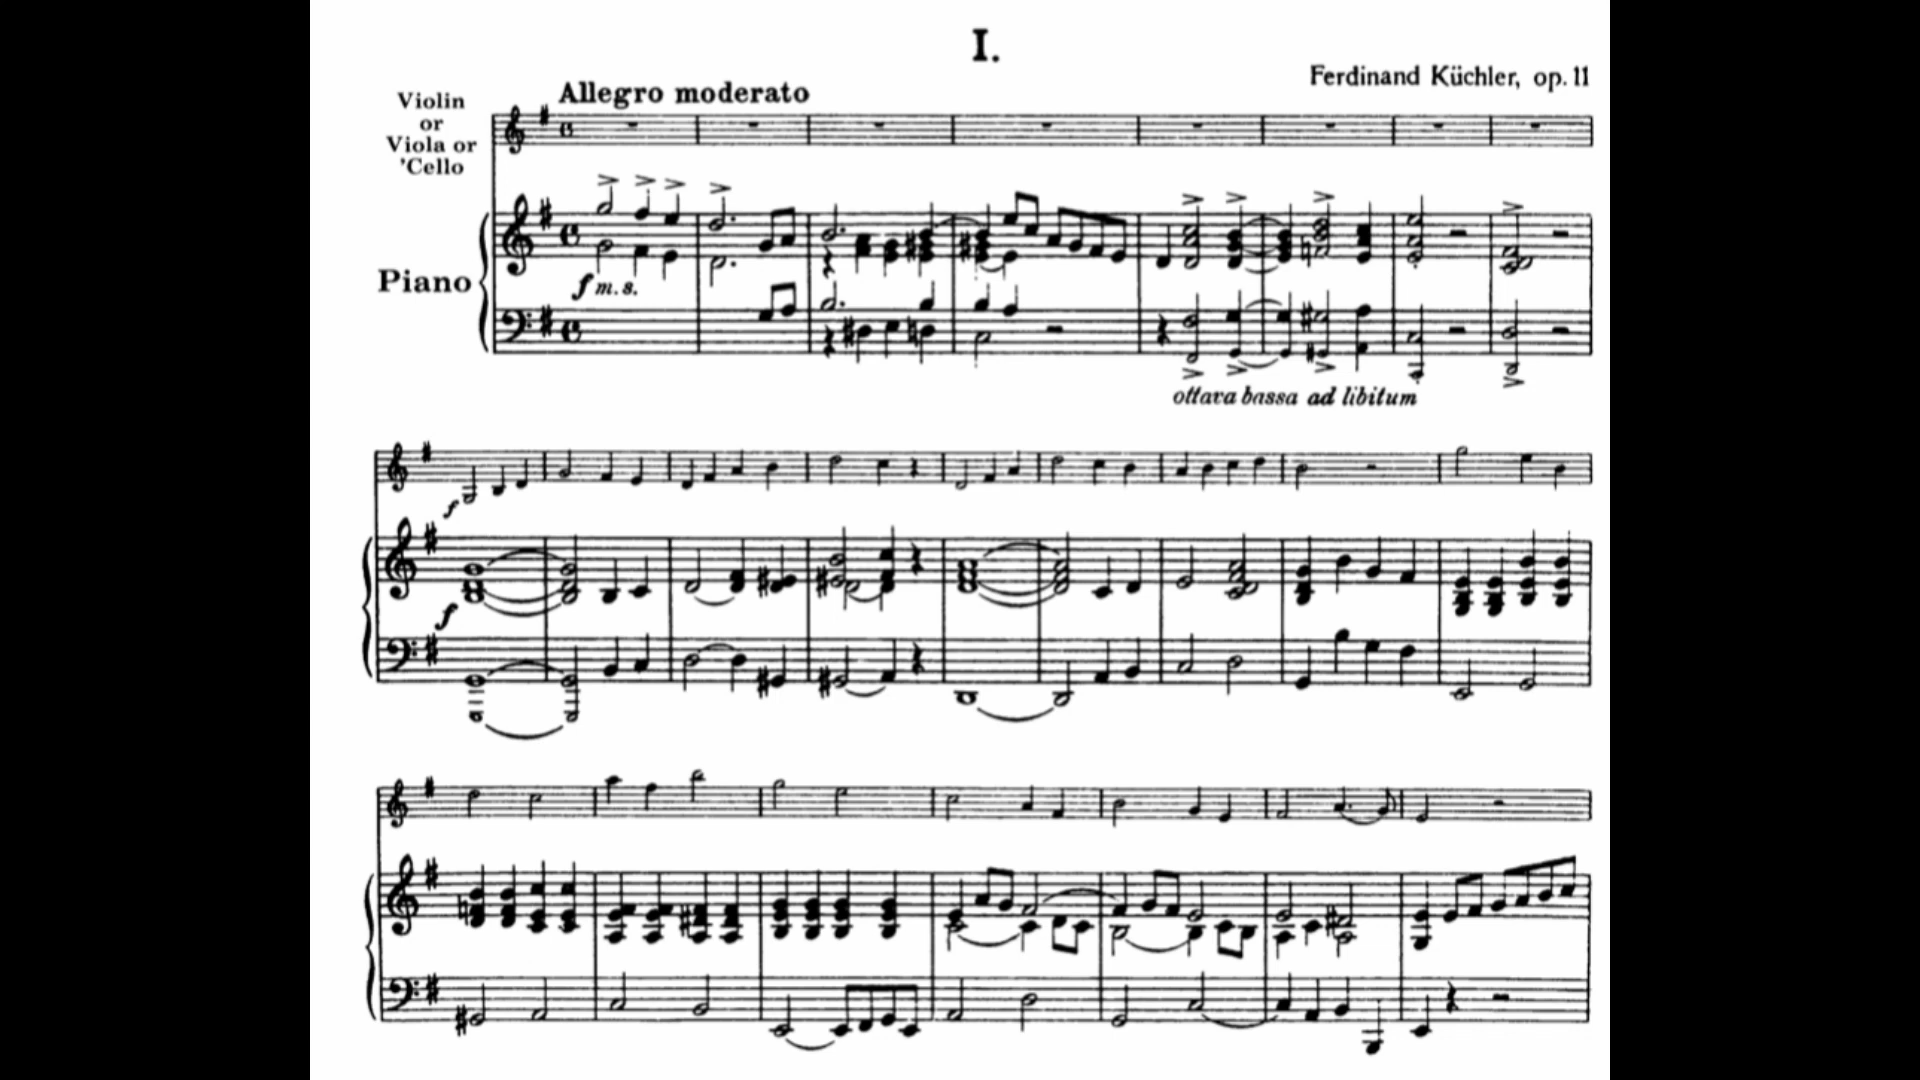 I.
Ferdinand Küchler, op. 11
Allegro moderato
Violin
or
Viola or
'Cello
Piano
f m. s.
ottava bassa ad libitum
f
f